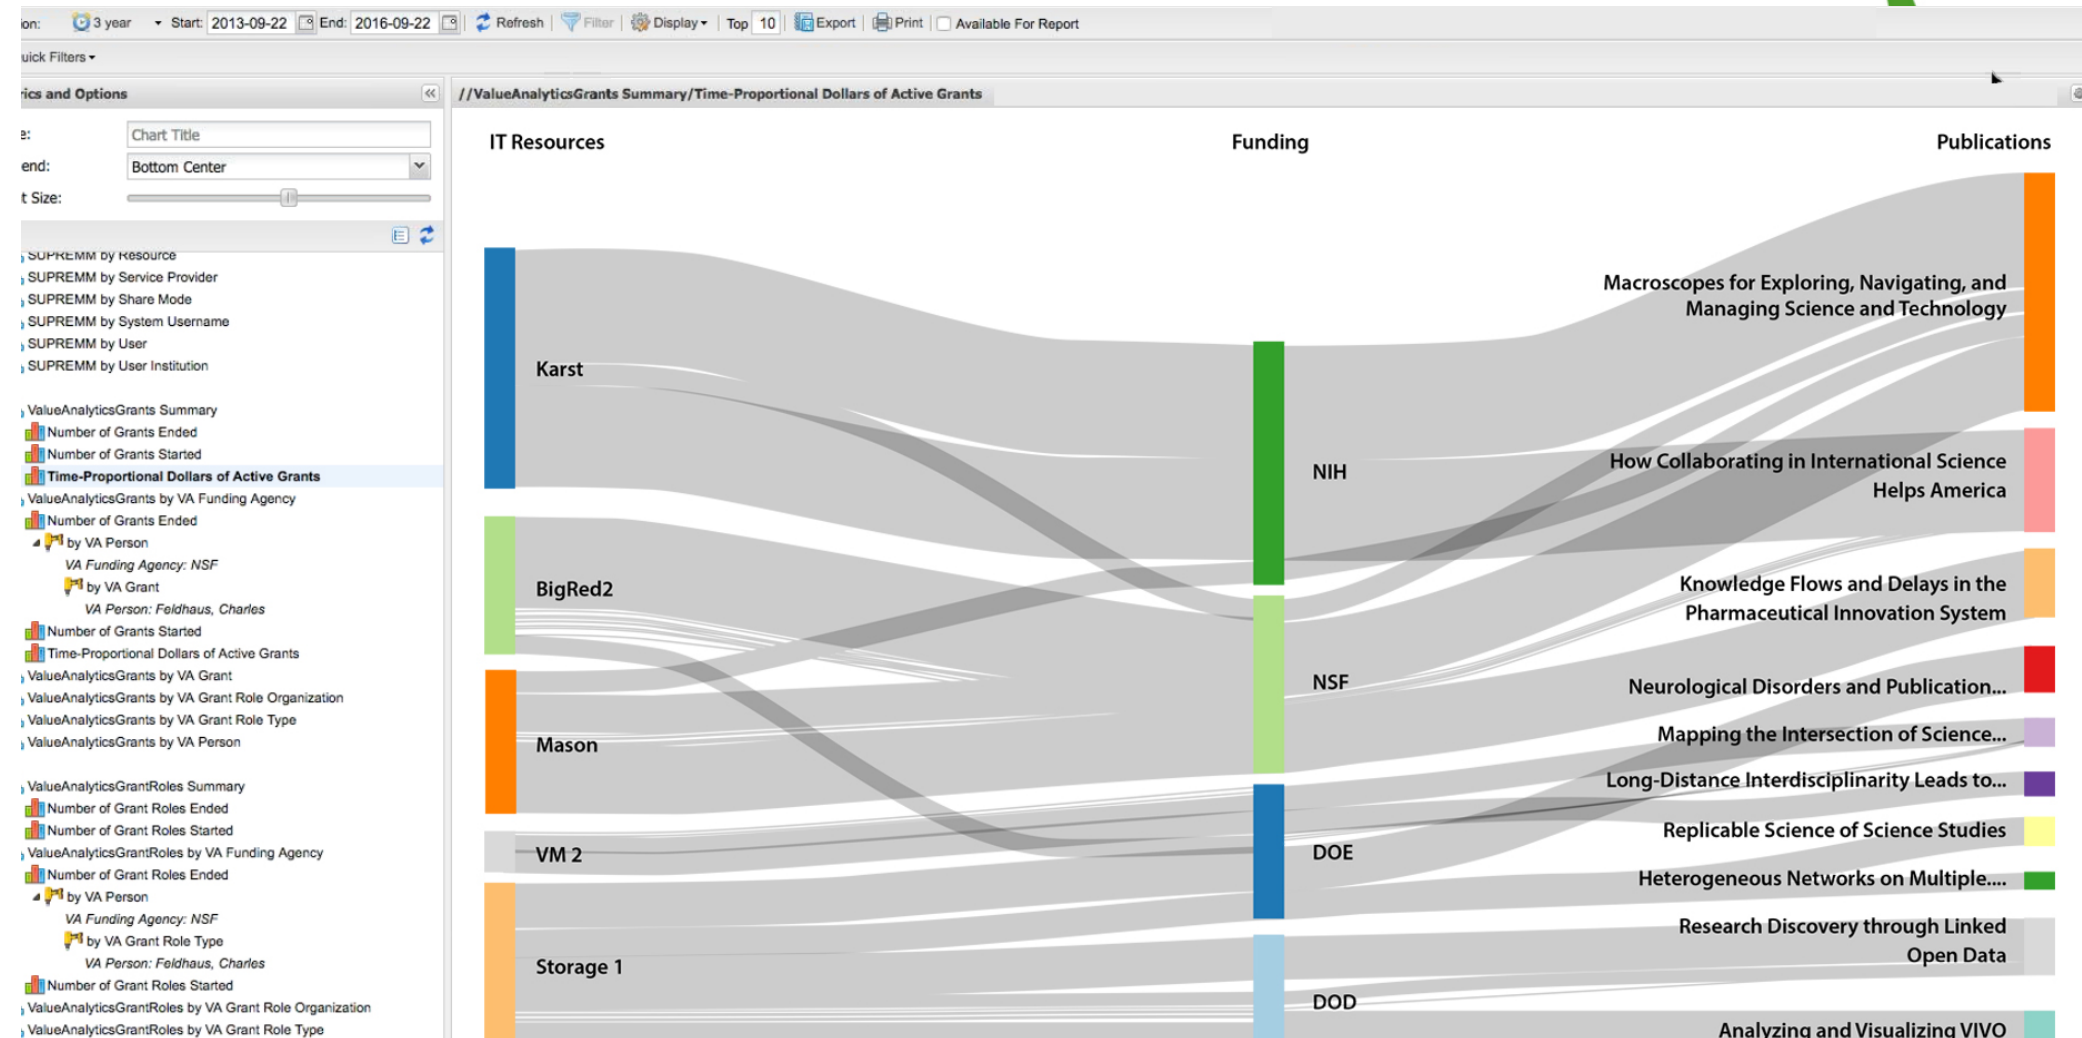 on: 3 year Start: 2013-09-22 End: 2016-09-22 Refresh Filter Display Top 10 Export Print Available For Report
uick Filters
rics and Options
e: Chart Title
end: Bottom Center
t Size:
SUPREMM by Resource
SUPREMM by Service Provider
SUPREMM by Share Mode
SUPREMM by System Username
SUPREMM by User
SUPREMM by User Institution
ValueAnalyticsGrants Summary
Number of Grants Ended
Number of Grants Started
Time-Proportional Dollars of Active Grants
ValueAnalyticsGrants by VA Funding Agency
Number of Grants Ended
by VA Person
VA Funding Agency: NSF
by VA Grant
VA Person: Feldhaus, Charles
Number of Grants Started
Time-Proportional Dollars of Active Grants
ValueAnalyticsGrants by VA Grant
ValueAnalyticsGrants by VA Grant Role Organization
ValueAnalyticsGrants by VA Grant Role Type
ValueAnalyticsGrants by VA Person
ValueAnalyticsGrantRoles Summary
Number of Grant Roles Ended
Number of Grant Roles Started
ValueAnalyticsGrantRoles by VA Funding Agency
Number of Grant Roles Ended
by VA Person
VA Funding Agency: NSF
by VA Grant Role Type
VA Person: Feldhaus, Charles
Number of Grant Roles Started
ValueAnalyticsGrantRoles by VA Grant Role Organization
ValueAnalyticsGrantRoles by VA Grant Role Type
//ValueAnalyticsGrants Summary/Time-Proportional Dollars of Active Grants
IT Resources
Karst
BigRed2
Mason
VM 2
Storage 1
Funding
NIH
NSF
DOE
DOD
Publications
Macroscopes for Exploring, Navigating, and
Managing Science and Technology
How Collaborating in International Science
Helps America
Knowledge Flows and Delays in the
Pharmaceutical Innovation System
Neurological Disorders and Publication...
Mapping the Intersection of Science...
Long-Distance Interdisciplinarity Leads to...
Replicable Science of Science Studies
Heterogeneous Networks on Multiple....
Research Discovery through Linked
Open Data
Analyzing and Visualizing VIVO